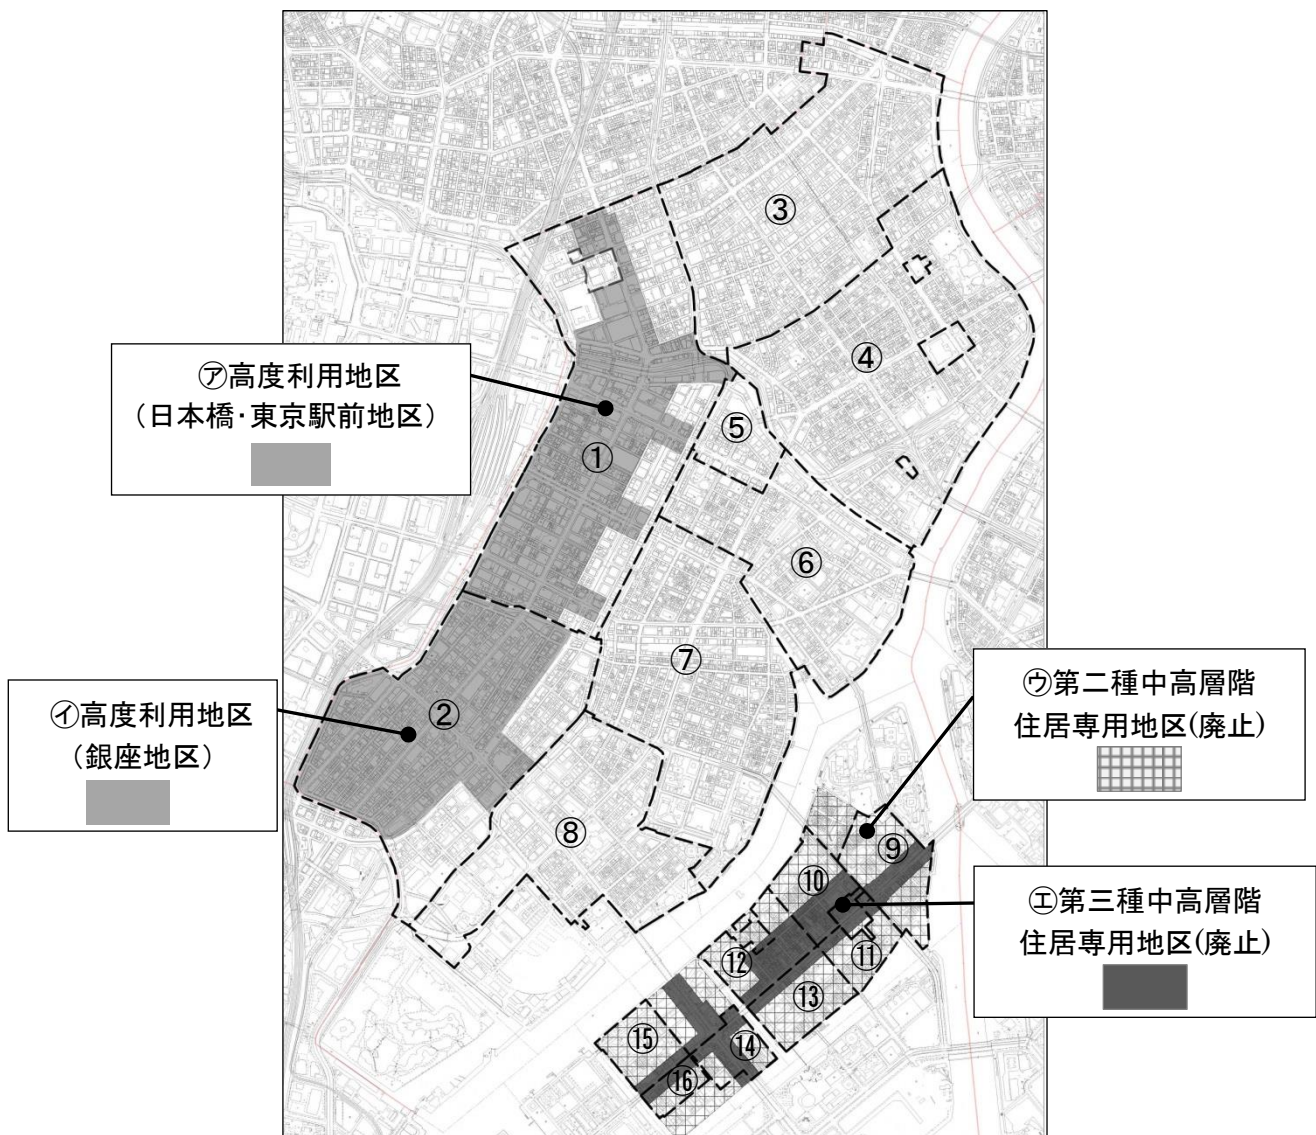 ㋐高度利用地区
（日本橋･東京駅前地区）
①
②
③
④
⑤
⑥
⑦
⑧
⑨
⑩
⑪
⑫
⑬
⑭
⑮
⑯
㋑高度利用地区
（銀座地区）
㋒第二種中高層階
住居専用地区(廃止)
㋓第三種中高層階
住居専用地区(廃止)